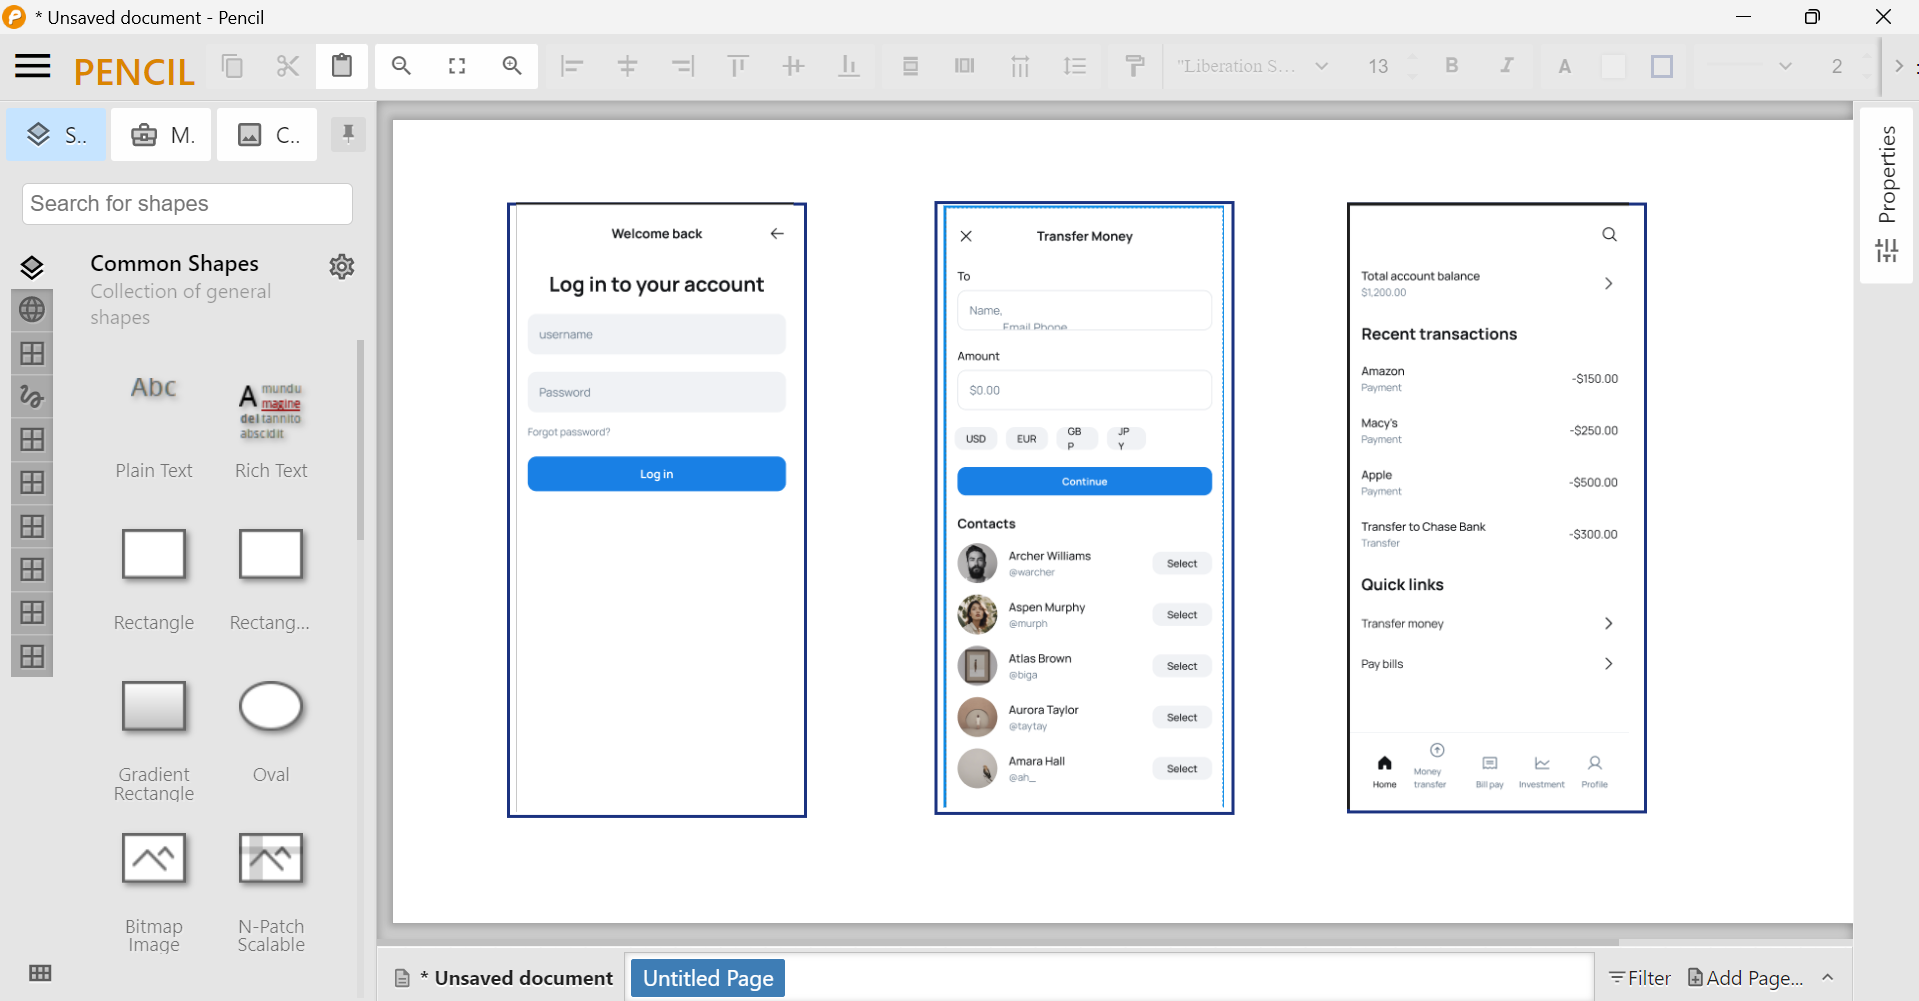 * Unsaved document - Pencil
PENCIL
"Liberation S...
13
B
I
A
2
S..
M.
C..
Search for shapes
Common Shapes
Collection of general
shapes
Abc
Plain Text
A mundu
magine
del tannito
abscidit
Rich Text
Rectangle
Rectang...
Gradient
Rectangle
Oval
Bitmap
Image
N-Patch
Scalable
Welcome back
Log in to your account
username
Password
Forgot password?
Log in
Transfer Money
To
Name,
Email Phone
Amount
$0.00
USD
EUR
GB
P
JP
Y
Continue
Contacts
Archer Williams
@warcher
Select
Aspen Murphy
@murph
Select
Atlas Brown
@biga
Select
Aurora Taylor
@taytay
Select
Amara Hall
@ah_
Select
Total account balance
$1,200.00
Recent transactions
Amazon
Payment
-$150.00
Macy's
Payment
-$250.00
Apple
Payment
-$500.00
Transfer to Chase Bank
Transfer
-$300.00
Quick links
Transfer money
Pay bills
Home
Money
transfer
Bill pay
Investment
Profile
Properties
* Unsaved document
Untitled Page
Filter
Add Page...